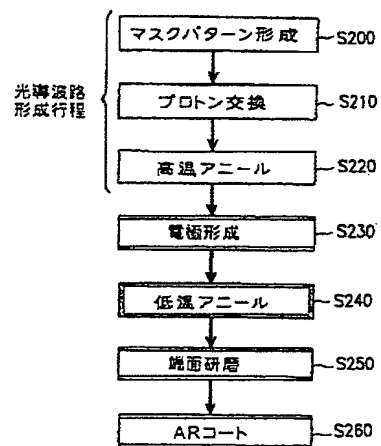 マスクパターン形成 S200
光導波路
形成行程
プロトン交換 S210
高温アニール S220
電極形成 S230
低温アニール S240
端面研磨 S250
ARコート S260